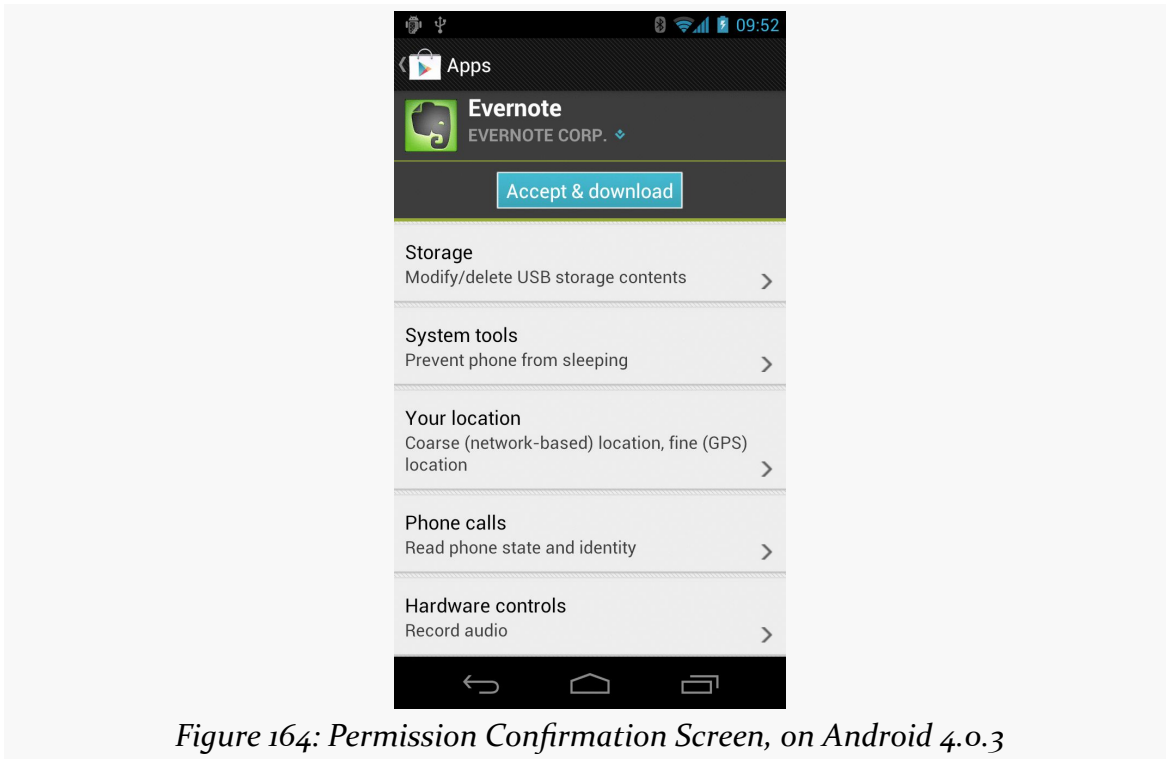 09:52
Apps
Evernote
EVERNOTE CORP.
Accept & download
Storage
Modify/delete USB storage contents
System tools
Prevent phone from sleeping
Your location
Coarse (network-based) location, fine (GPS)
location
Phone calls
Read phone state and identity
Hardware controls
Record audio
Figure 164: Permission Confirmation Screen, on Android 4.0.3